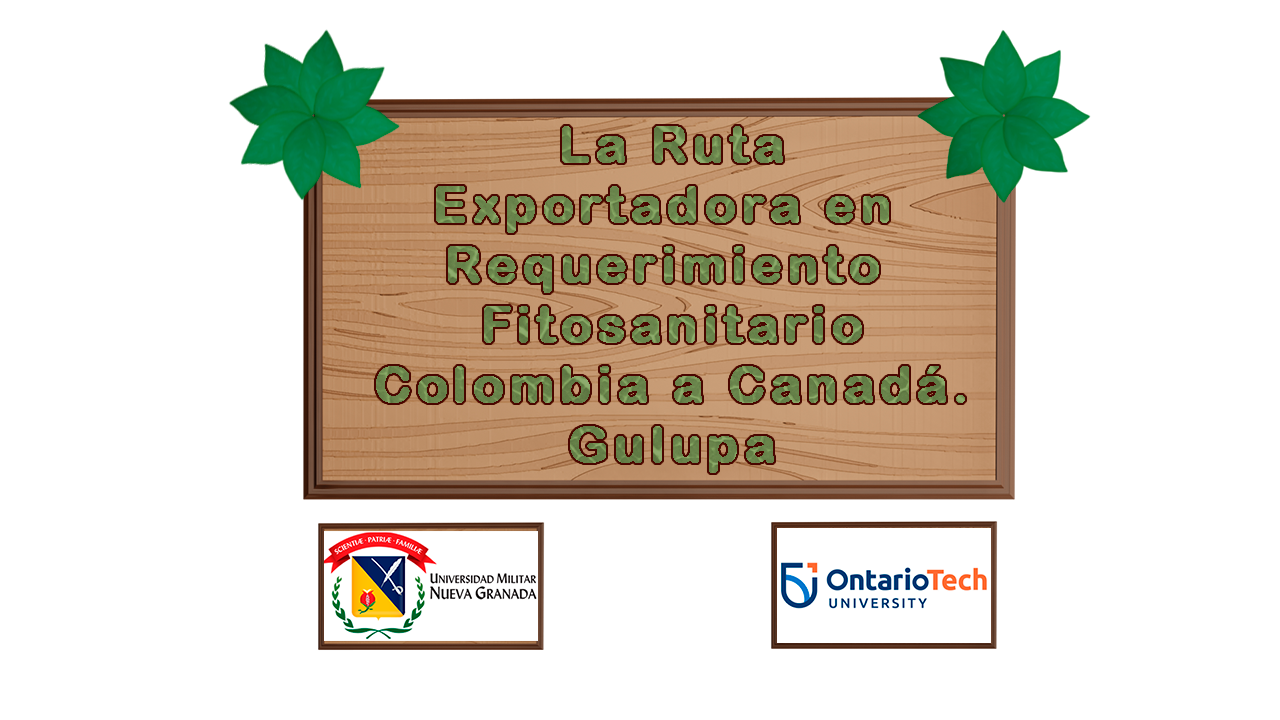 La Ruta
Exportadora en
Requerimiento
Fitosanitario
Colombia a Canadá.
Gulupa
SCIENTIÆ · PATRIÆ · FAMILIÆ
UNIVERSIDAD MILITAR
NUEVA GRANADA
OntarioTech
UNIVERSITY